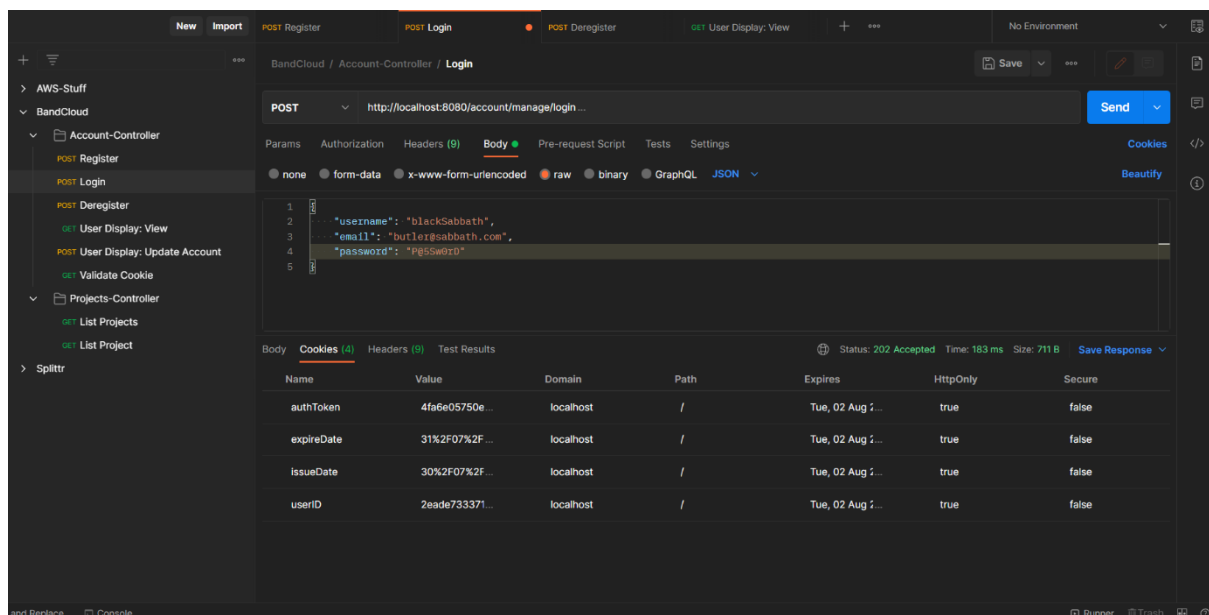 New Import POST Register POST Login POST Deregister GET User Display: View No Environment
BandCloud / Account-Controller / Login Save
AWS-Stuff
BandCloud
Account-Controller
POST Register
POST Login
POST Deregister
GET User Display: View
POST User Display: Update Account
GET Validate Cookie
Projects-Controller
GET List Projects
GET List Project
Splittr
POST http://localhost:8080/account/manage/login... Send
Params Authorization Headers (9) Body Pre-request Script Tests Settings Cookies
none form-data x-www-form-urlencoded raw binary GraphQL JSON Beautify
1 {
2 "username": "blackSabbath",
3 "email": "butler@sabbath.com",
4 "password": "P@5Sw0rD"
5 }
Body Cookies (4) Headers (9) Test Results Status: 202 Accepted Time: 183 ms Size: 711 B Save Response
Name Value Domain Path Expires HttpOnly Secure
authToken 4fa6e05750e... localhost / Tue, 02 Aug 2... true false
expireDate 31%2F07%2F... localhost / Tue, 02 Aug 2... true false
issueDate 30%2F07%2F... localhost / Tue, 02 Aug 2... true false
userID 2eade733371... localhost / Tue, 02 Aug 2... true false
and Replace Console Runner Trash